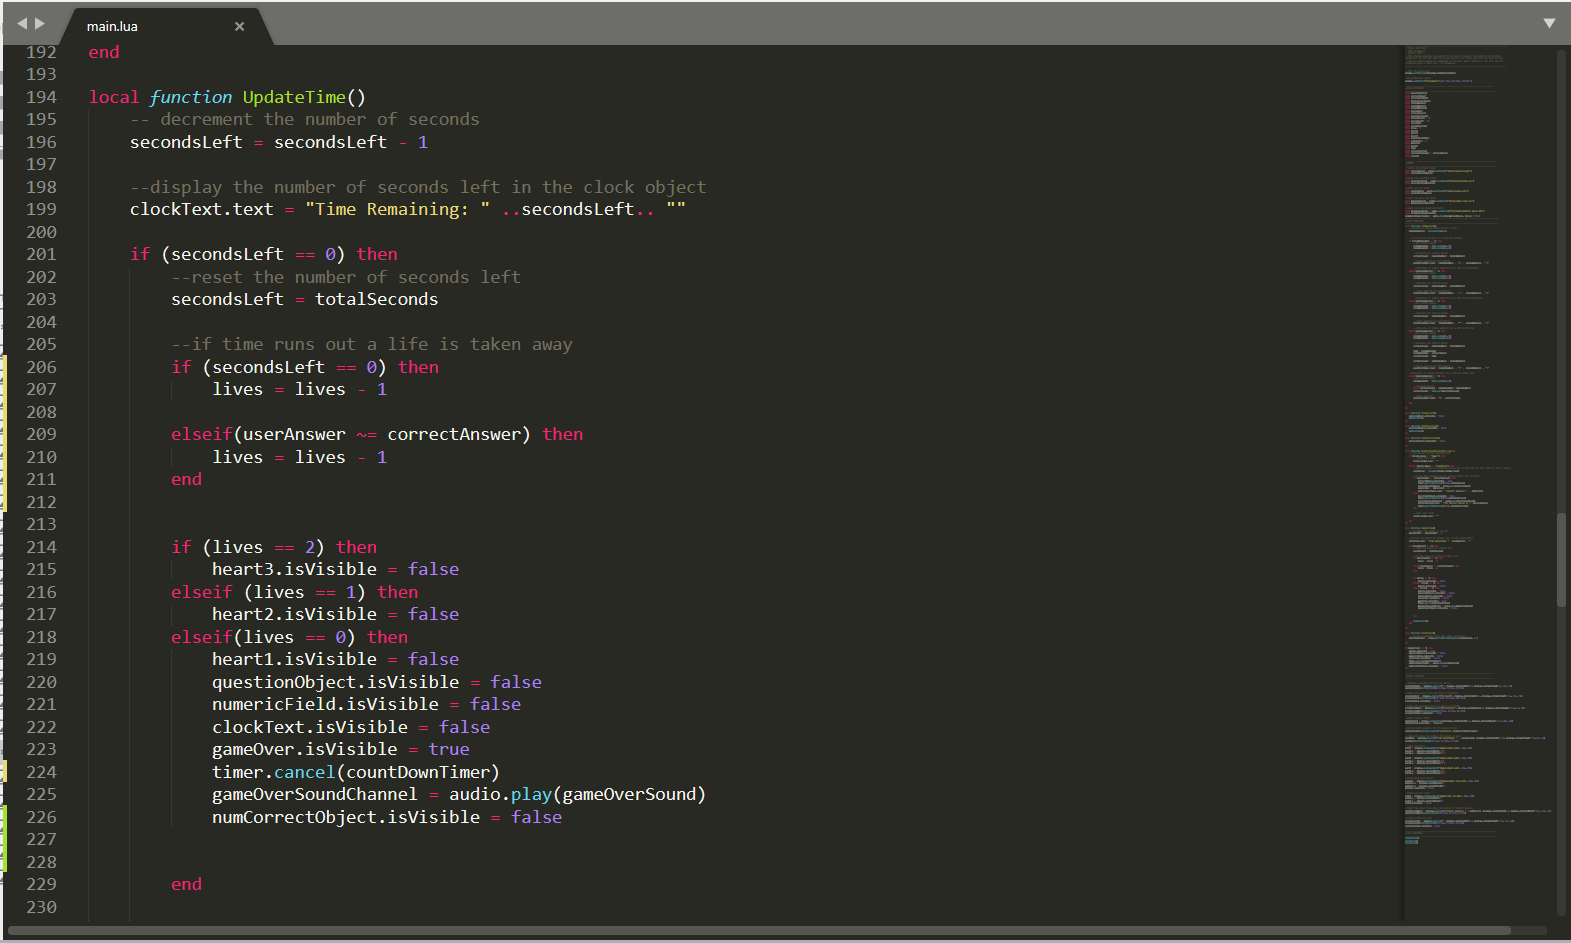 main.lua ×
192 end
193
194 local function UpdateTime()
195 -- decrement the number of seconds
196 secondsLeft = secondsLeft - 1
197
198 --display the number of seconds left in the clock object
199 clockText.text = "Time Remaining: " ..secondsLeft.. ""
200
201 if (secondsLeft == 0) then
202 --reset the number of seconds left
203 secondsLeft = totalSeconds
204
205 --if time runs out a life is taken away
206 if (secondsLeft == 0) then
207 lives = lives - 1
208
209 elseif(userAnswer ~= correctAnswer) then
210 lives = lives - 1
211 end
212
213
214 if (lives == 2) then
215 heart3.isVisible = false
216 elseif (lives == 1) then
217 heart2.isVisible = false
218 elseif(lives == 0) then
219 heart1.isVisible = false
220 questionObject.isVisible = false
221 numericField.isVisible = false
222 clockText.isVisible = false
223 gameOver.isVisible = true
224 timer.cancel(countDownTimer)
225 gameOverSoundChannel = audio.play(gameOverSound)
226 numCorrectObject.isVisible = false
227
228
229 end
230